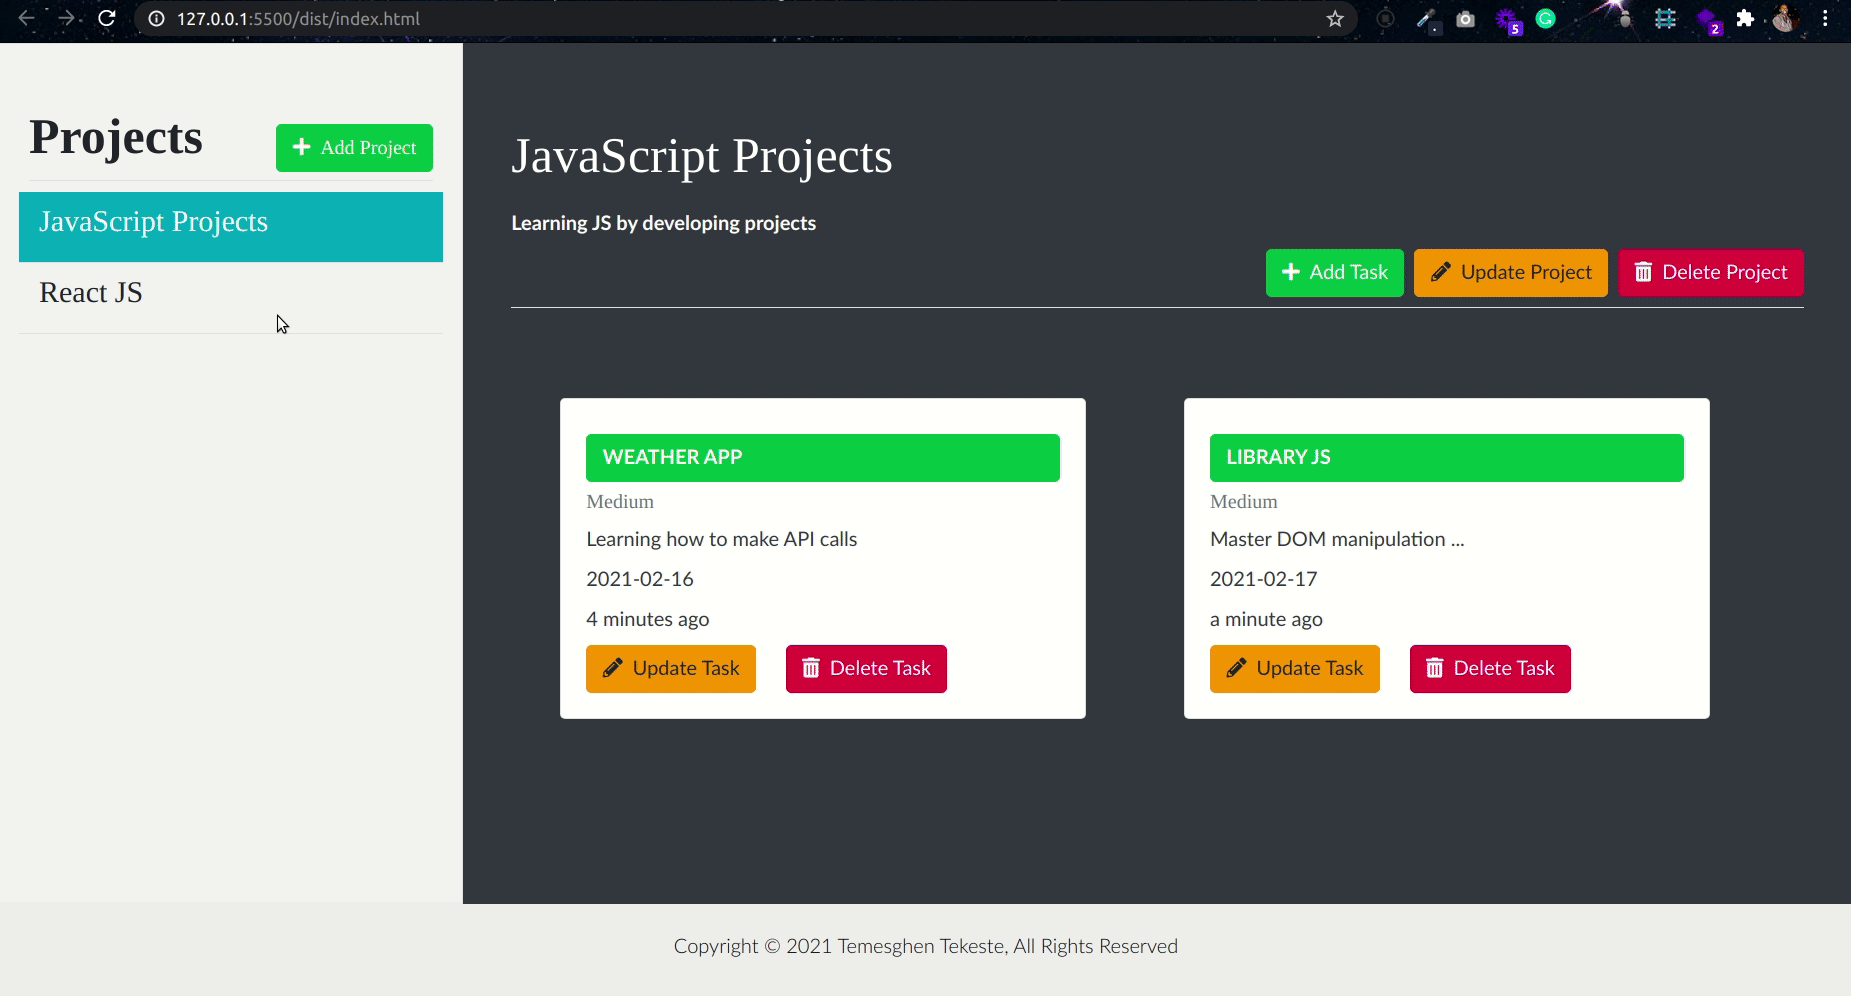 127.0.0.1:5500/dist/index.html
5
2
Projects
Add Project
JavaScript Projects
React JS
JavaScript Projects
Learning JS by developing projects
Add Task
Update Project
Delete Project
WEATHER APP
Medium
Learning how to make API calls
2021-02-16
4 minutes ago
Update Task
Delete Task
LIBRARY JS
Medium
Master DOM manipulation ...
2021-02-17
a minute ago
Update Task
Delete Task
Copyright © 2021 Temesghen Tekeste, All Rights Reserved